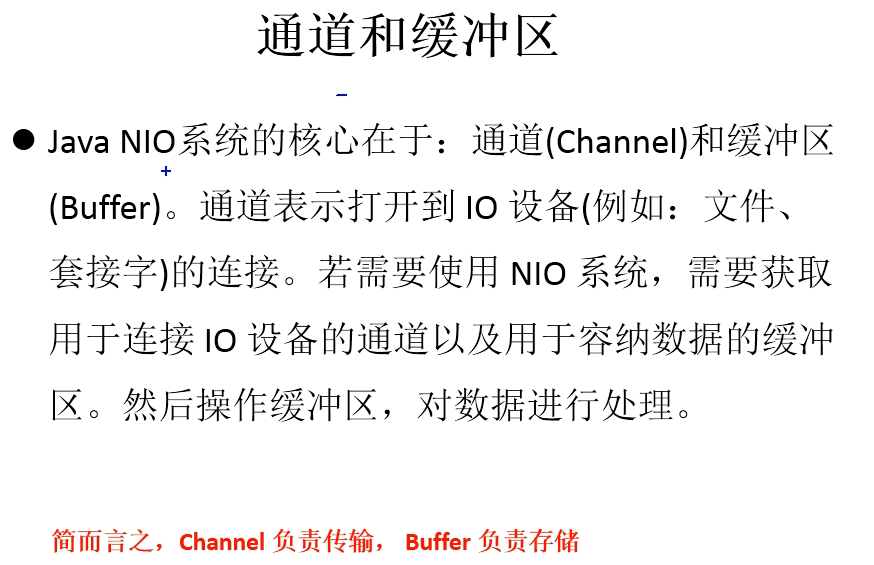 通道和缓冲区
● Java NIO系统的核心在于：通道(Channel)和缓冲区
(Buffer)。通道表示打开到 IO 设备(例如：文件、
套接字)的连接。若需要使用 NIO 系统，需要获取
用于连接 IO 设备的通道以及用于容纳数据的缓冲
区。然后操作缓冲区，对数据进行处理。
简而言之，Channel 负责传输， Buffer 负责存储